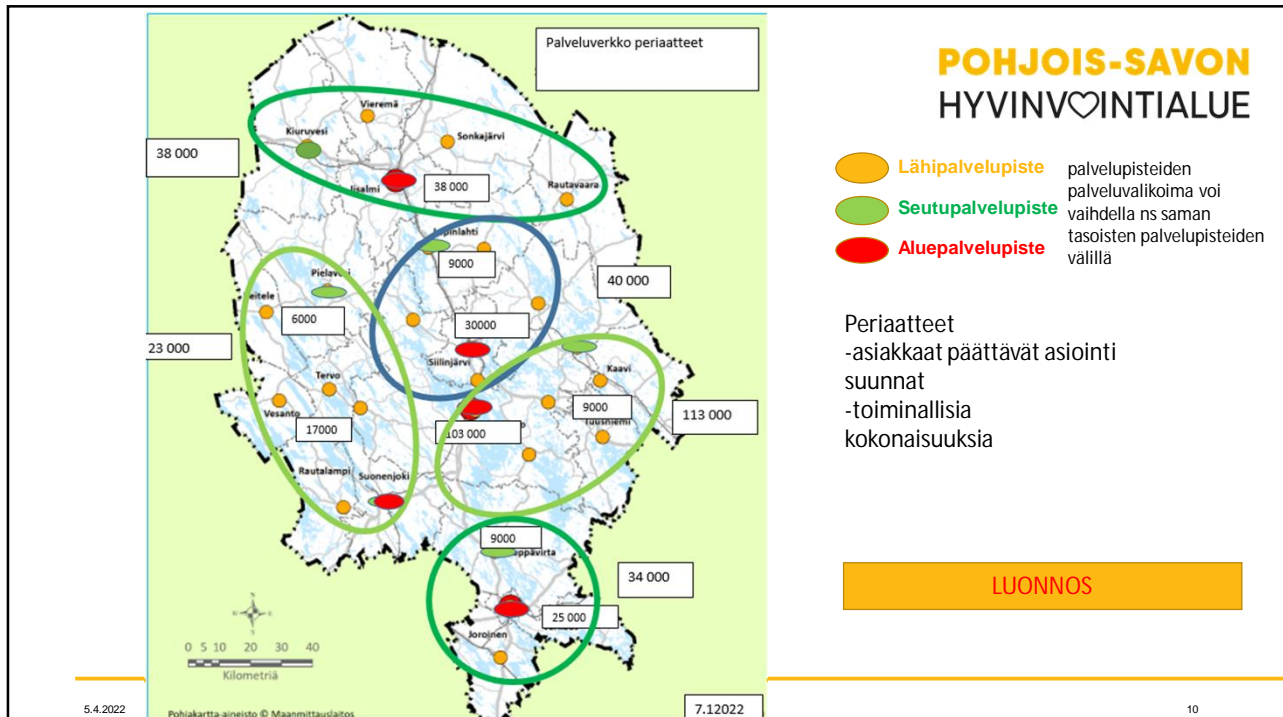 Palveluverkko periaatteet
POHJOIS-SAVON
HYVINVOINTIALUE
Lähipalvelupiste
Seutupalvelupiste
Aluepalvelupiste
palvelupisteiden
palveluvalikoima voi
vaihdella ns saman
tasoisten palvelupisteiden
välillä
Periaatteet
-asiakkaat päättävät asiointi
suunnat
-toiminallisia
kokonaisuuksia
LUONNOS
Vieremä
Kiuruvesi
Sonkajärvi
38 000
38 000
Rautavaara
9000
Pielavesi
40 000
6000
30000
23 000
Siilinjärvi
Tervo
Kaavi
Vesanto
9000
113 000
17000
103 000
Rautalampi
Suonenjoki
9000
34 000
25 000
Joroinen
0 5 10 20 30 40
Kilometriä
5.4.2022
Pohjakartta-aineisto © Maanmittauslaitos
7.12022
10